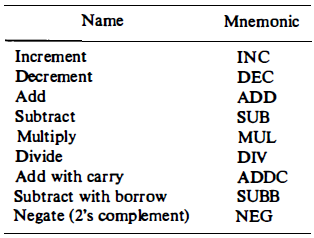 Name Mnemonic
Increment INC
Decrement DEC
Add ADD
Subtract SUB
Multiply MUL
Divide DIV
Add with carry ADDC
Subtract with borrow SUBB
Negate (2's complement) NEG